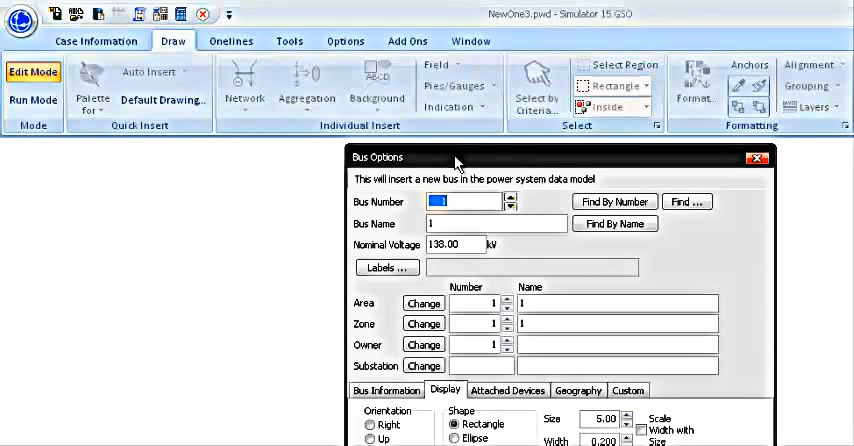 NewOne3.pwd - Simulator 15 GSO
Case Information Draw Onelines Tools Options Add Ons Window
Edit Mode
Run Mode
Mode
Palette for
Auto Insert
Default Drawing...
Quick Insert
Network
Aggregation
ABCD
Background
Field
Pies/Gauges
Indication
Individual Insert
Select by Criteria...
Select Region
Rectangle
Inside
Select
Format...
Anchors
Alignment
Grouping
Layers
Formatting
Bus Options
This will insert a new bus in the power system data model
Bus Number 1 Find By Number Find ...
Bus Name 1 Find By Name
Nominal Voltage 138.00 kV
Labels ...
Number Name
Area Change 1 1
Zone Change 1 1
Owner Change 1
Substation Change
Bus Information Display Attached Devices Geography Custom
Orientation Shape Size 5.00 Scale
Right Rectangle Width with
Up Ellipse Width 0.200 Size